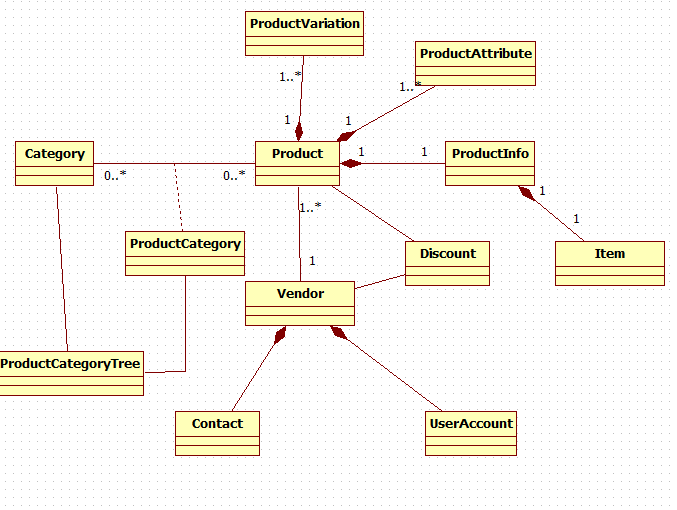 ProductVariation
ProductAttribute
1..*
1..*
1
1
Category
Product
1
1
ProductInfo
0..*
0..*
1
1..*
1
ProductCategory
Discount
Item
1
Vendor
ProductCategoryTree
Contact
UserAccount